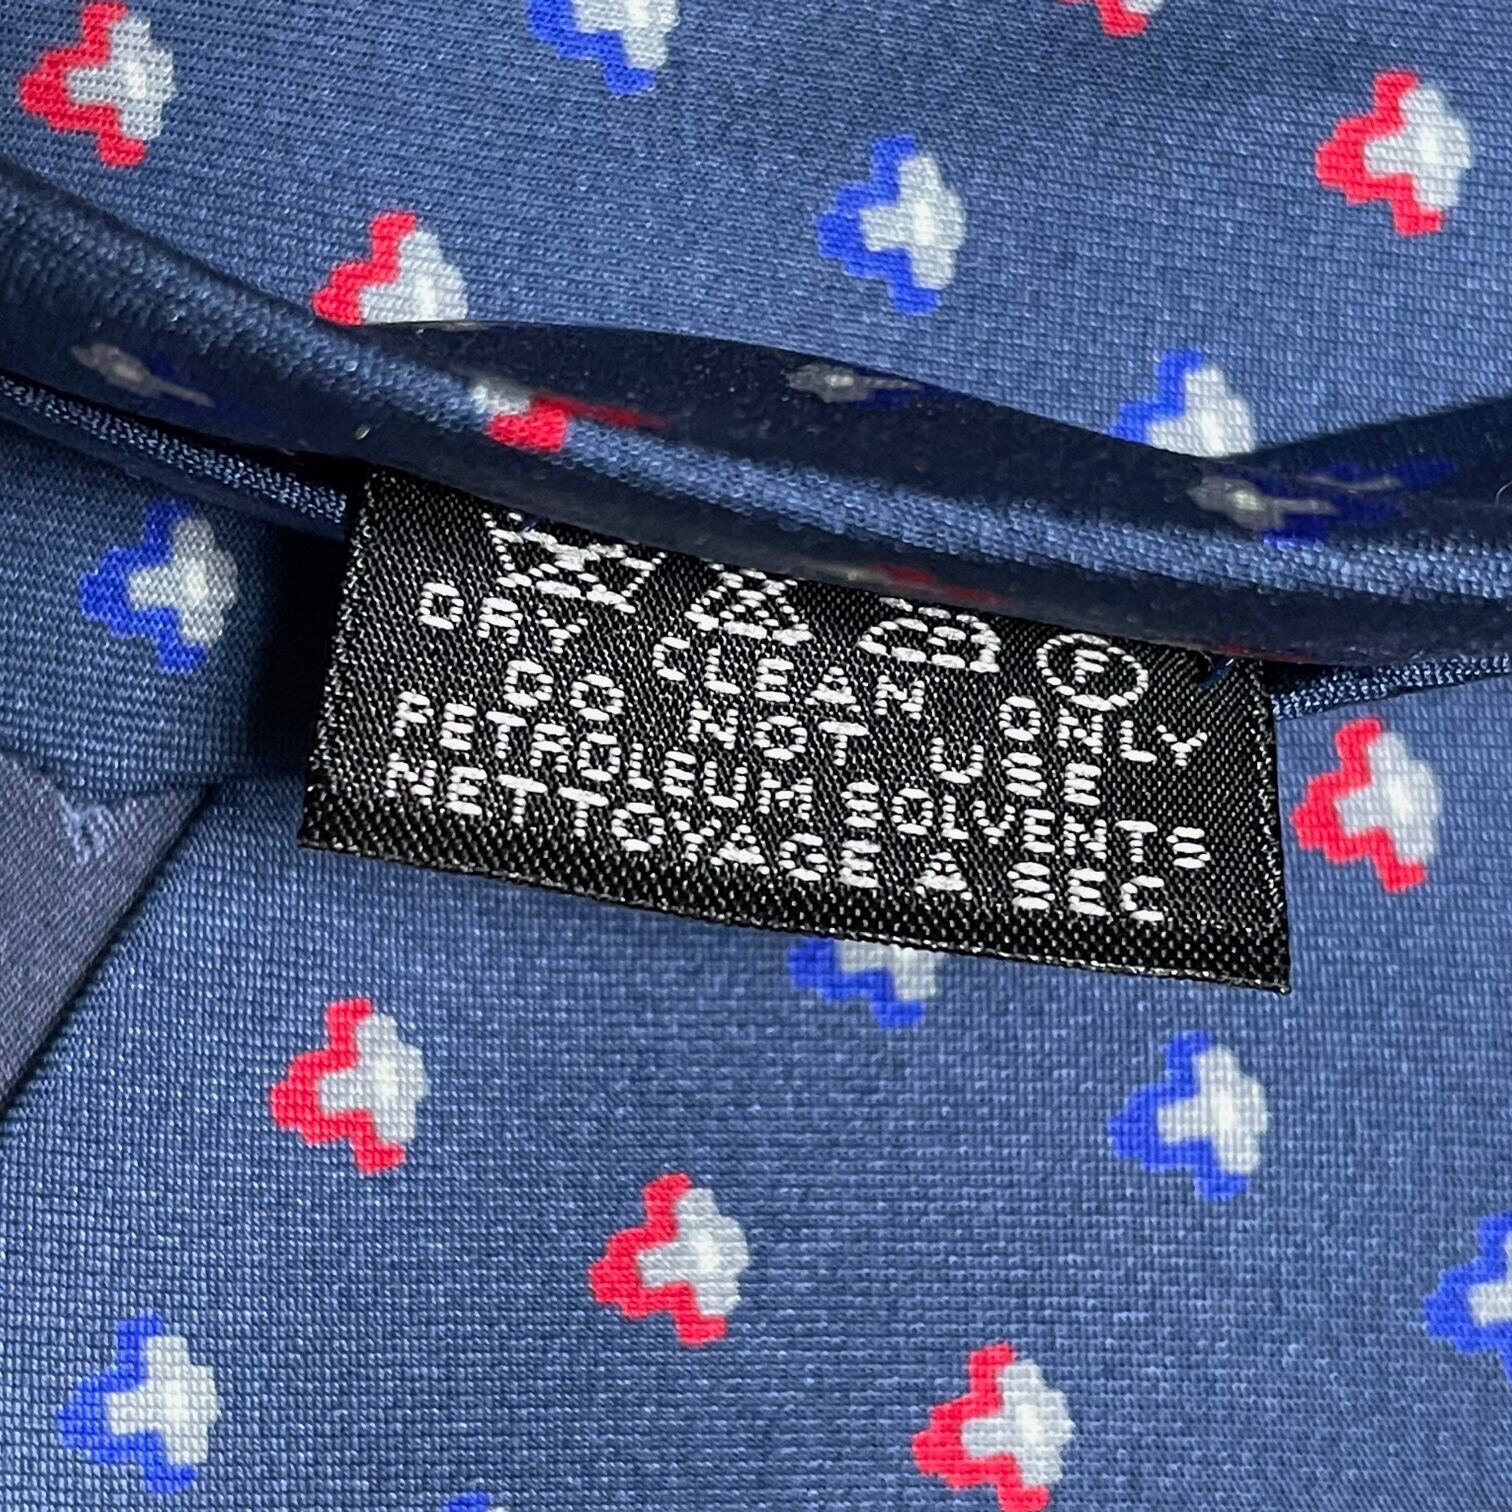 F
DRY CLEAN ONLY
DO NOT USE
PETROLEUM SOLVENTS
NETTOYAGE A SEC